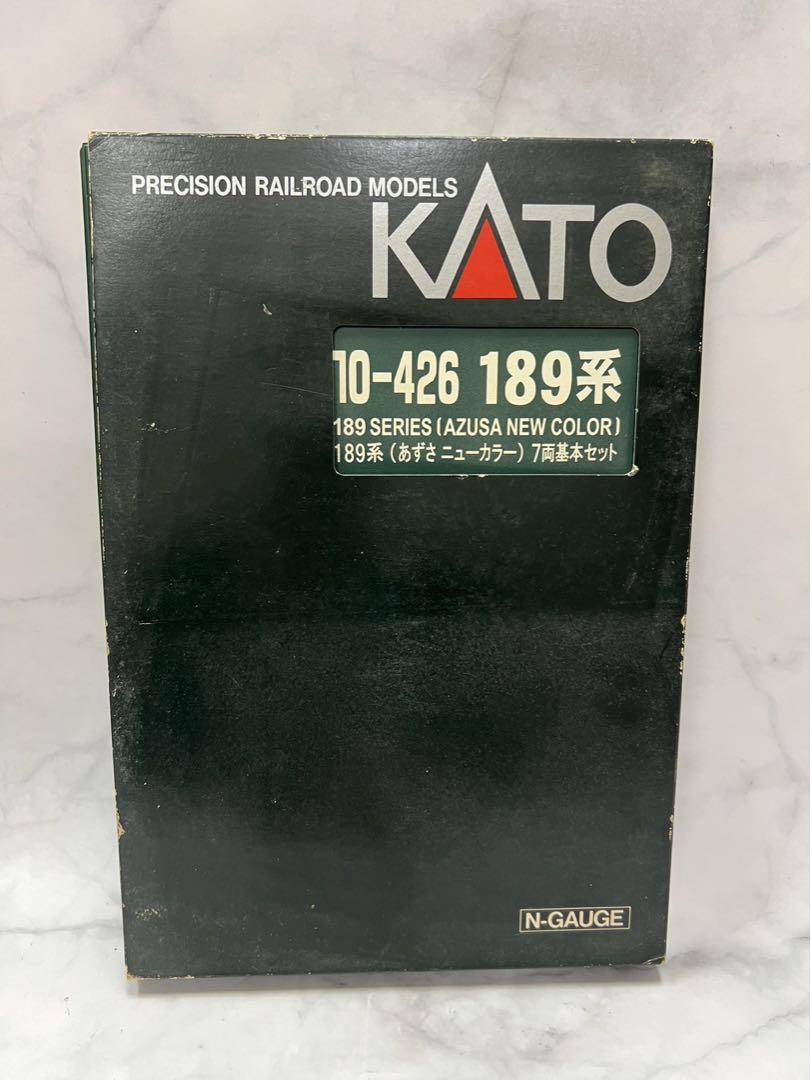 PRECISION RAILROAD MODELS
KATO
10-426 189系
189 SERIES (AZUSA NEW COLOR)
189系 (あずさ ニューカラー) 7両基本セット
N-GAUGE